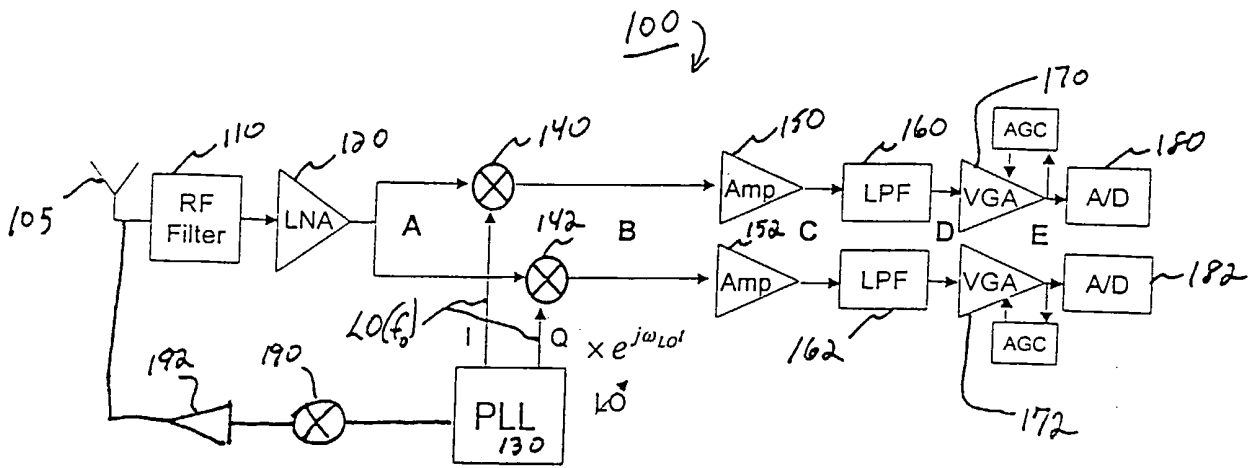 100
110
120
140
150
160
170
180
105
RF
Filter
LNA
A
142
B
Amp
152
C
LPF
D
AGC
VGA
E
A/D
Amp
LPF
VGA
A/D
182
162
AGC
172
LO(f₀)
I
Q
× e^jωLOt
LO
192
190
PLL
130